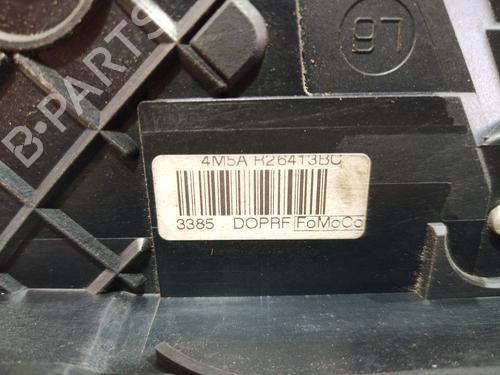 97
4M5A R26413BC
3385 DOPRF FoMoCo
B-Parts